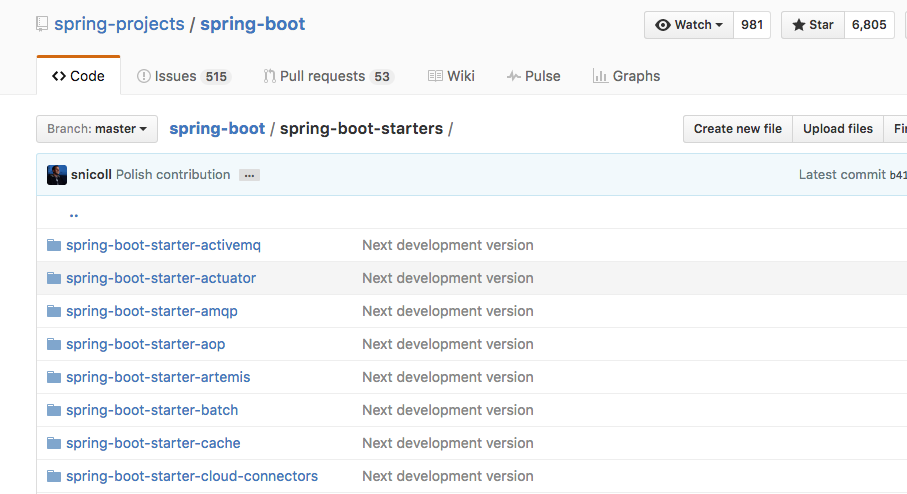 spring-projects / spring-boot Watch 981 Star 6,805
Code Issues 515 Pull requests 53 Wiki Pulse Graphs
Branch: master spring-boot / spring-boot-starters / Create new file Upload files
snicoll Polish contribution ... Latest commit
..
spring-boot-starter-activemq Next development version
spring-boot-starter-actuator Next development version
spring-boot-starter-amqp Next development version
spring-boot-starter-aop Next development version
spring-boot-starter-artemis Next development version
spring-boot-starter-batch Next development version
spring-boot-starter-cache Next development version
spring-boot-starter-cloud-connectors Next development version